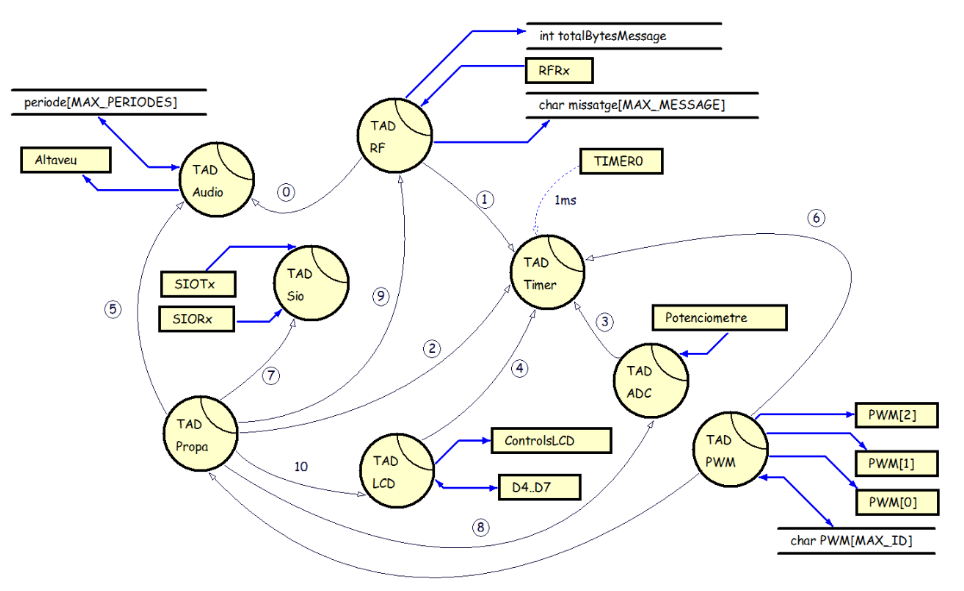 int totalBytesMessage
RFRx
periode[MAX_PERIODES]
char missatge[MAX_MESSAGE]
TAD
RF
Altaveu
TAD
Audio
TIMER0
0
1
1ms
6
TAD
Timer
TAD
Sio
SIOTx
SIORx
9
5
2
3
Potenciometre
4
7
TAD
ADC
TAD
Propa
PWM[2]
ControlsLCD
TAD
PWM
10
TAD
LCD
PWM[1]
D4..D7
PWM[0]
8
char PWM[MAX_ID]